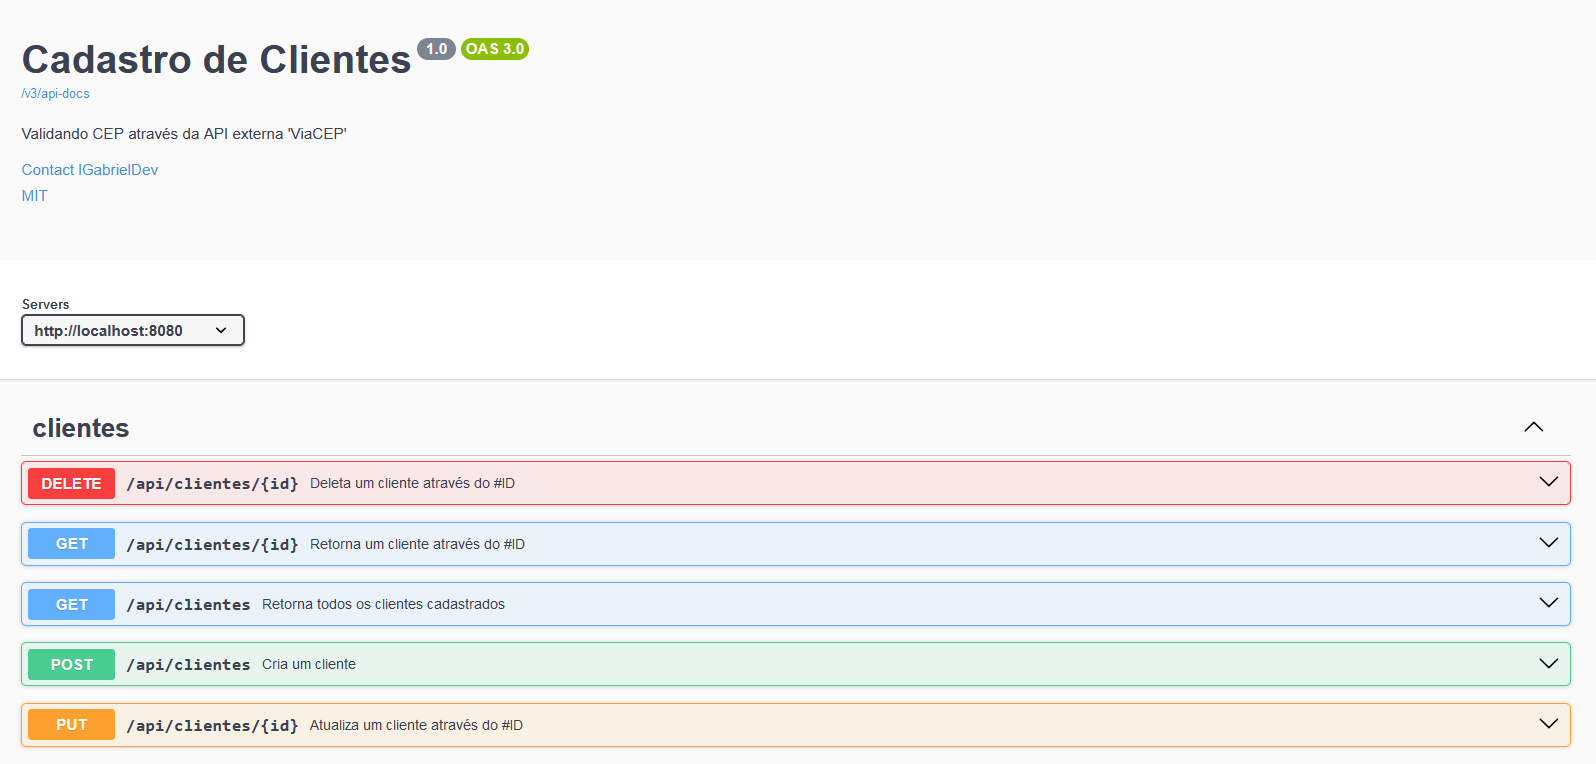 Cadastro de Clientes 1.0 OAS 3.0
/v3/api-docs
Validando CEP através da API externa 'ViaCEP'
Contact IGabrielDev
MIT
Servers
http://localhost:8080
clientes
DELETE /api/clientes/{id} Deleta um cliente através do #ID
GET /api/clientes/{id} Retorna um cliente através do #ID
GET /api/clientes Retorna todos os clientes cadastrados
POST /api/clientes Cria um cliente
PUT /api/clientes/{id} Atualiza um cliente através do #ID